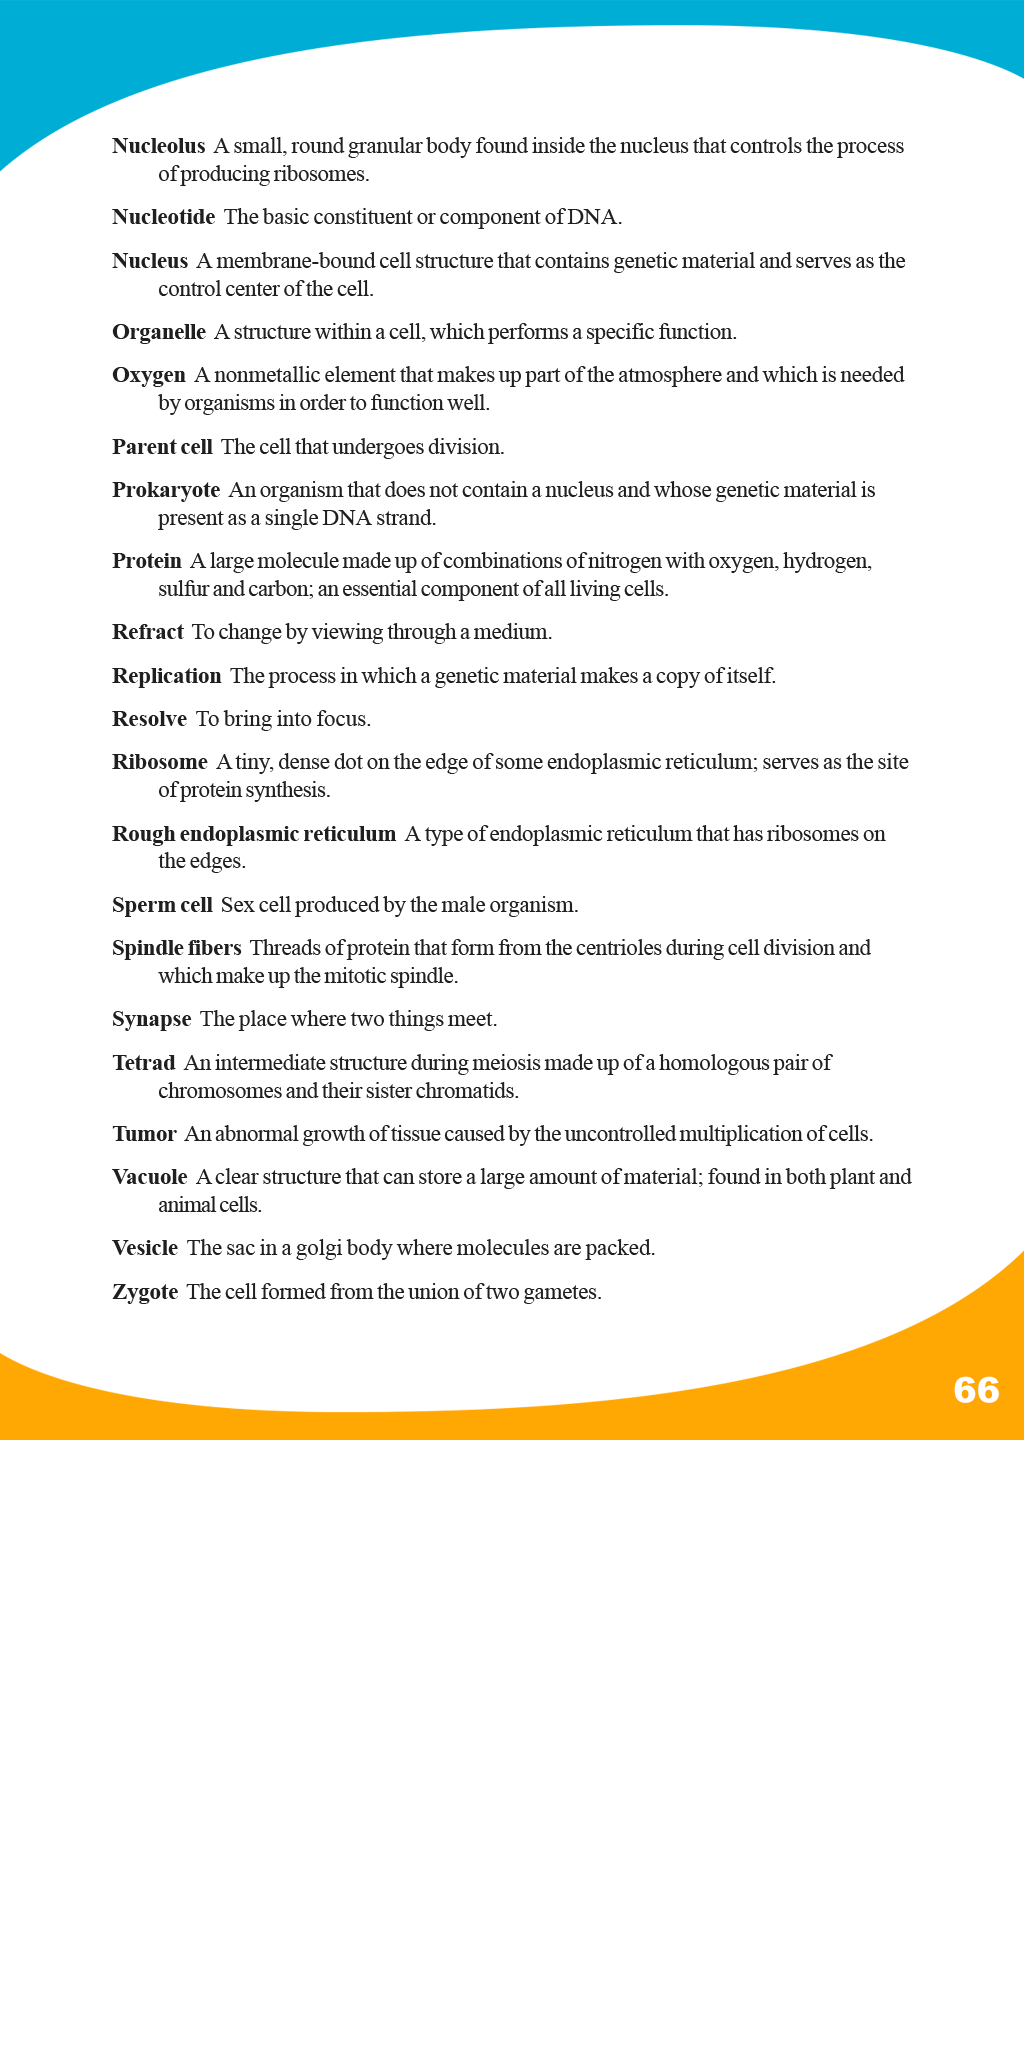 Nucleolus A small, round granular body found inside the nucleus that controls the process
of producing ribosomes.
Nucleotide The basic constituent or component of DNA.
Nucleus A membrane-bound cell structure that contains genetic material and serves as the
control center of the cell.
Organelle A structure within a cell, which performs a specific function.
Oxygen A nonmetallic element that makes up part of the atmosphere and which is needed
by organisms in order to function well.
Parent cell The cell that undergoes division.
Prokaryote An organism that does not contain a nucleus and whose genetic material is
present as a single DNA strand.
Protein A large molecule made up of combinations of nitrogen with oxygen, hydrogen,
sulfur and carbon; an essential component of all living cells.
Refract To change by viewing through a medium.
Replication The process in which a genetic material makes a copy of itself.
Resolve To bring into focus.
Ribosome A tiny, dense dot on the edge of some endoplasmic reticulum; serves as the site
of protein synthesis.
Rough endoplasmic reticulum A type of endoplasmic reticulum that has ribosomes on
the edges.
Sperm cell Sex cell produced by the male organism.
Spindle fibers Threads of protein that form from the centrioles during cell division and
which make up the mitotic spindle.
Synapse The place where two things meet.
Tetrad An intermediate structure during meiosis made up of a homologous pair of
chromosomes and their sister chromatids.
Tumor An abnormal growth of tissue caused by the uncontrolled multiplication of cells.
Vacuole A clear structure that can store a large amount of material; found in both plant and
animal cells.
Vesicle The sac in a golgi body where molecules are packed.
Zygote The cell formed from the union of two gametes.
66